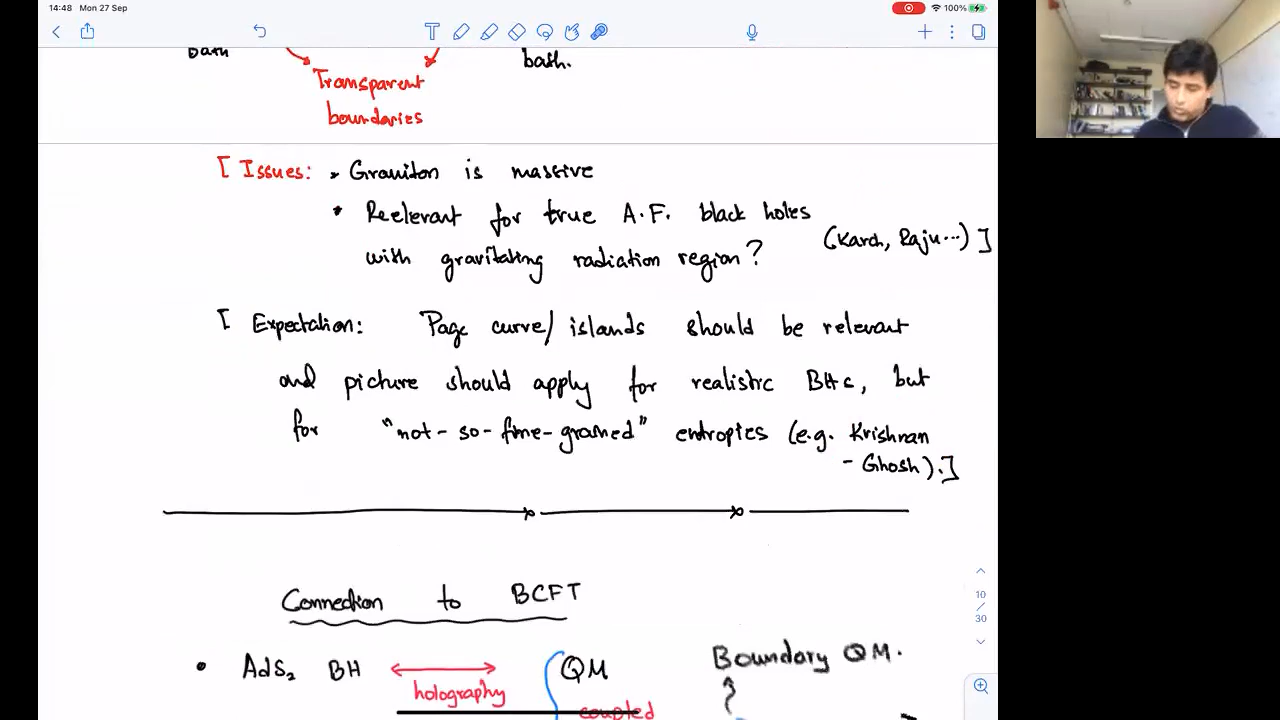 14:48 Mon 27 Sep
100%
bath
bath.
Transparent
boundaries
[ Issues: • Graviton is massive
• Reelevant for true A.F. black holes
with gravitating radiation region?
(Karch, Raju...)]
[ Expectation: Page curve/islands should be relevant
and picture should apply for realistic BHs, but
for "not-so-fine-grained" entropies (e.g. Krishnan
- Ghosh).]
Connection to BCFT
10
/
30
Boundary QM.
• AdS2 BH
holography
QM
coupled